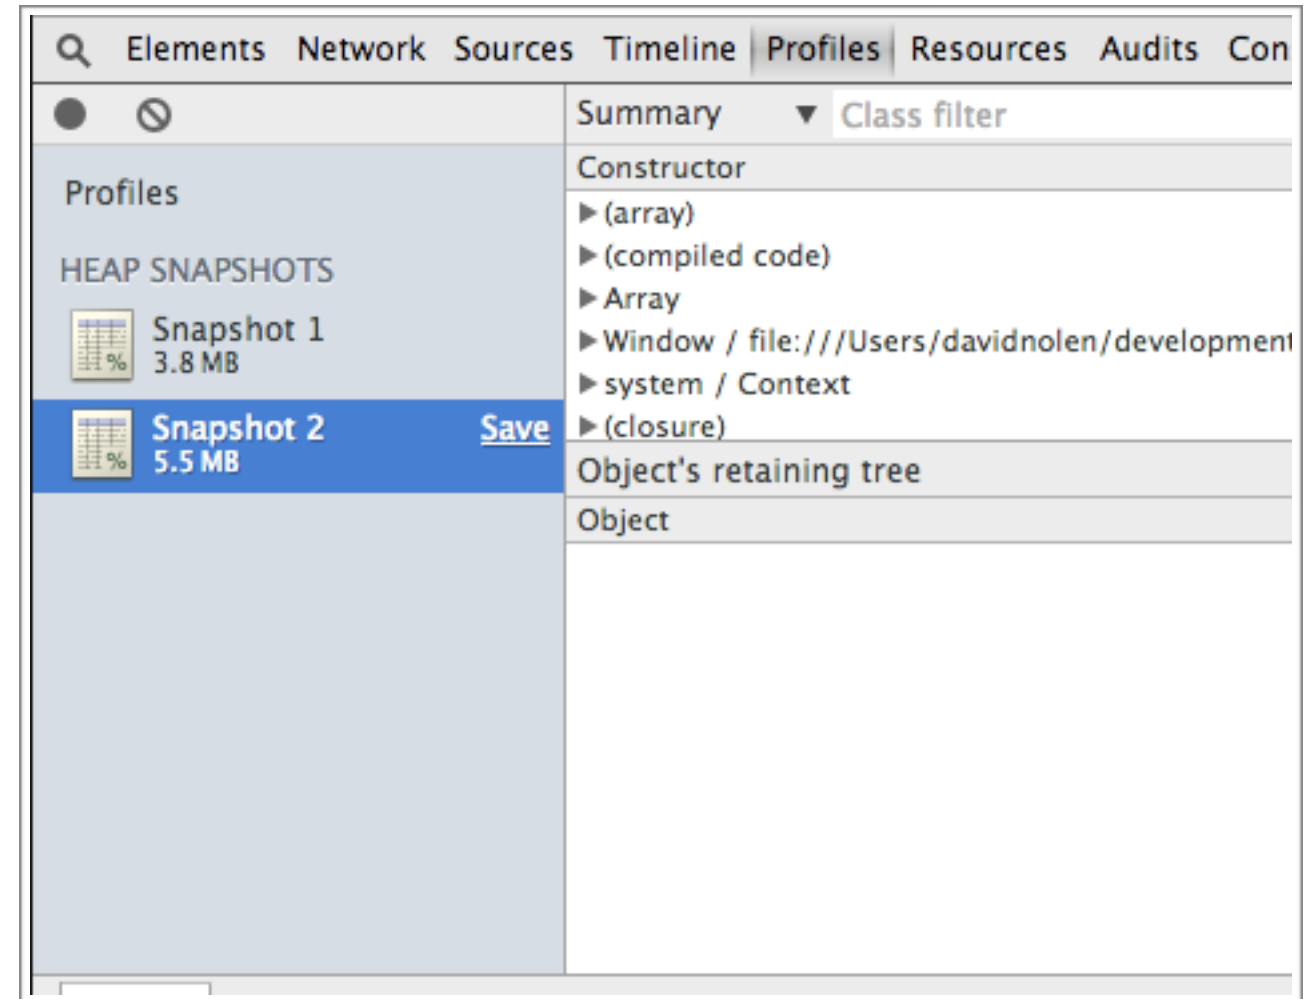 Elements Network Sources Timeline Profiles Resources Audits Con
Summary ▼ Class filter
Profiles
HEAP SNAPSHOTS
Snapshot 1
3.8 MB
Snapshot 2 Save
5.5 MB
Constructor
(array)
(compiled code)
Array
Window / file:///Users/davidnolen/development
system / Context
(closure)
Object's retaining tree
Object